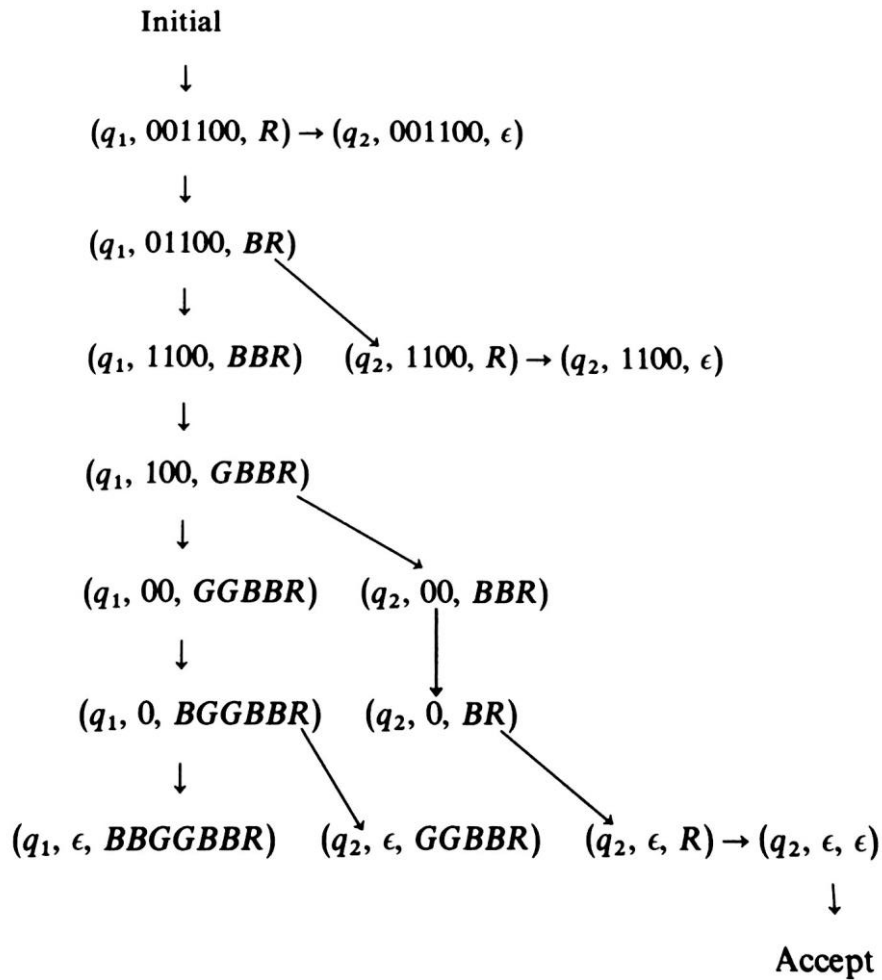 Initial
↓
(q₁, 001100, R) → (q₂, 001100, ϵ)
↓
(q₁, 01100, BR)
↓
(q₁, 1100, BBR) (q₂, 1100, R) → (q₂, 1100, ϵ)
↓
(q₁, 100, GBBR)
↓
(q₁, 00, GGBBR) (q₂, 00, BBR)
↓
(q₁, 0, BGGBBR) (q₂, 0, BR)
↓
(q₁, ϵ, BBGGBBR) (q₂, ϵ, GGBBR) (q₂, ϵ, R) → (q₂, ϵ, ϵ)
↓
Accept